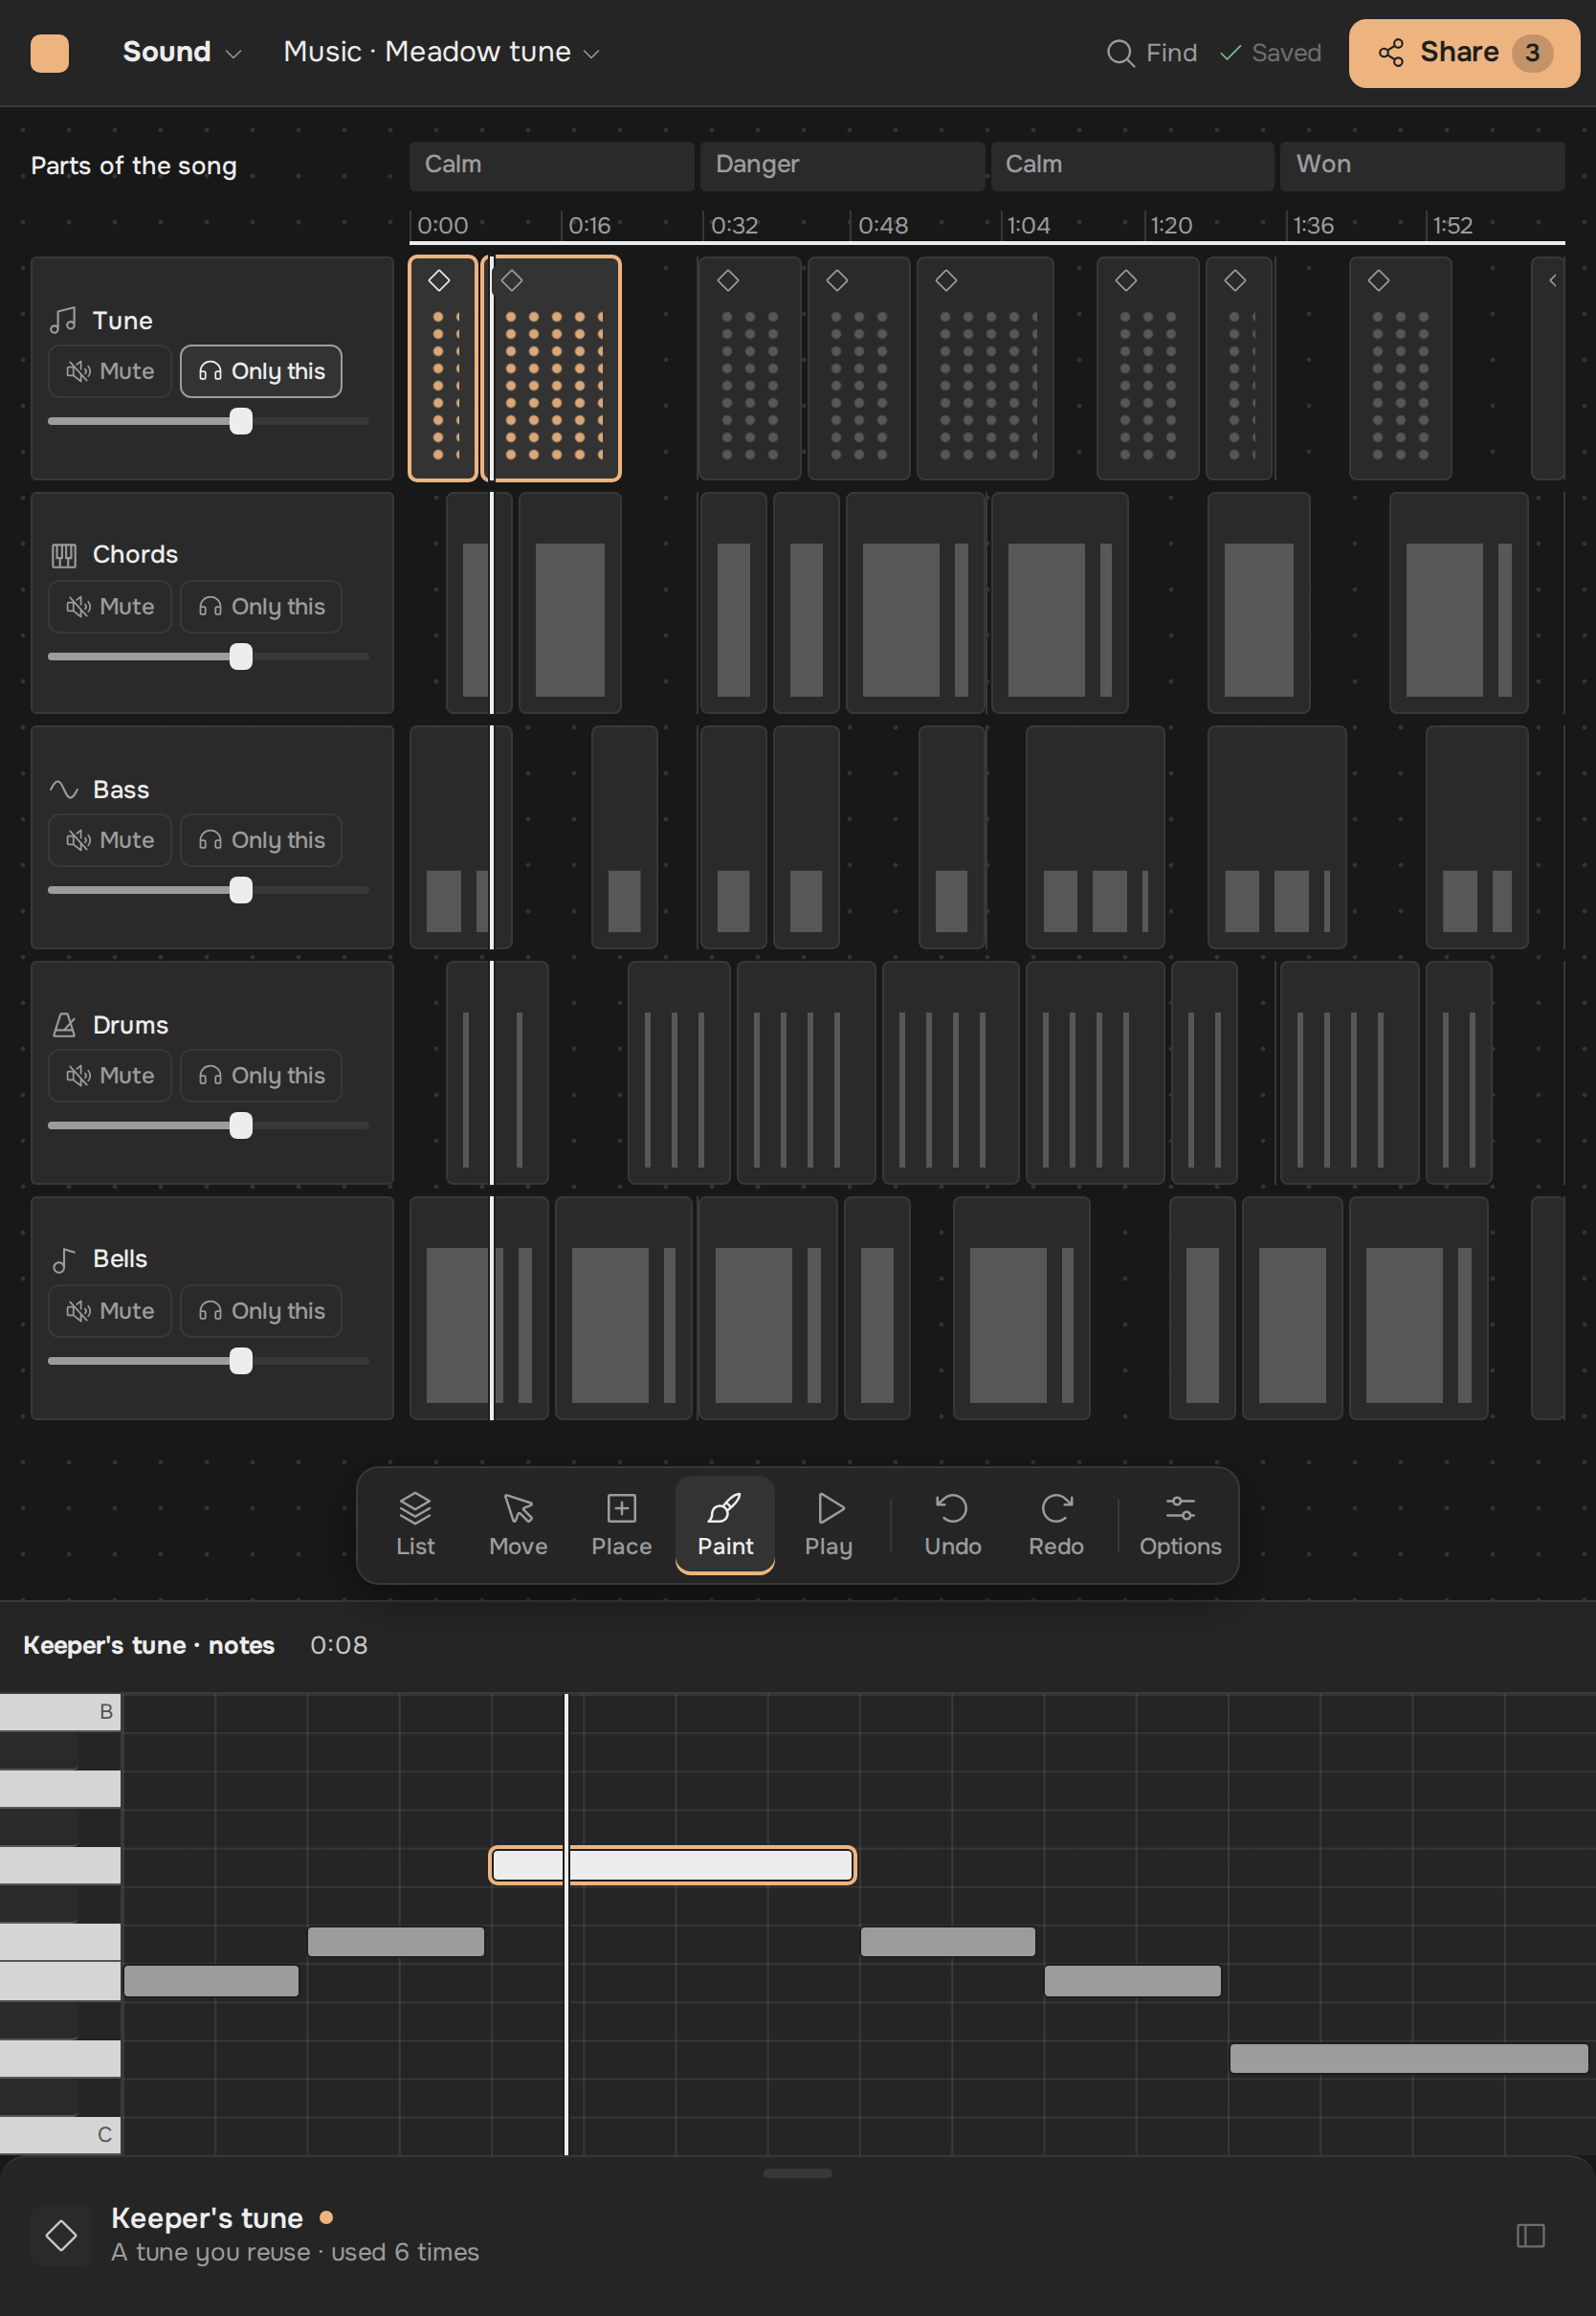 Sound
Music · Meadow tune
Find
Saved
Share 3
Parts of the song
Calm
Danger
Calm
Won
0:00
0:16
0:32
0:48
1:04
1:20
1:36
1:52
Tune
Mute
Only this
Chords
Mute
Only this
Bass
Mute
Only this
Drums
Mute
Only this
Bells
Mute
Only this
List
Move
Place
Paint
Play
Undo
Redo
Options
Keeper's tune · notes
0:08
B
C
Keeper's tune
A tune you reuse · used 6 times